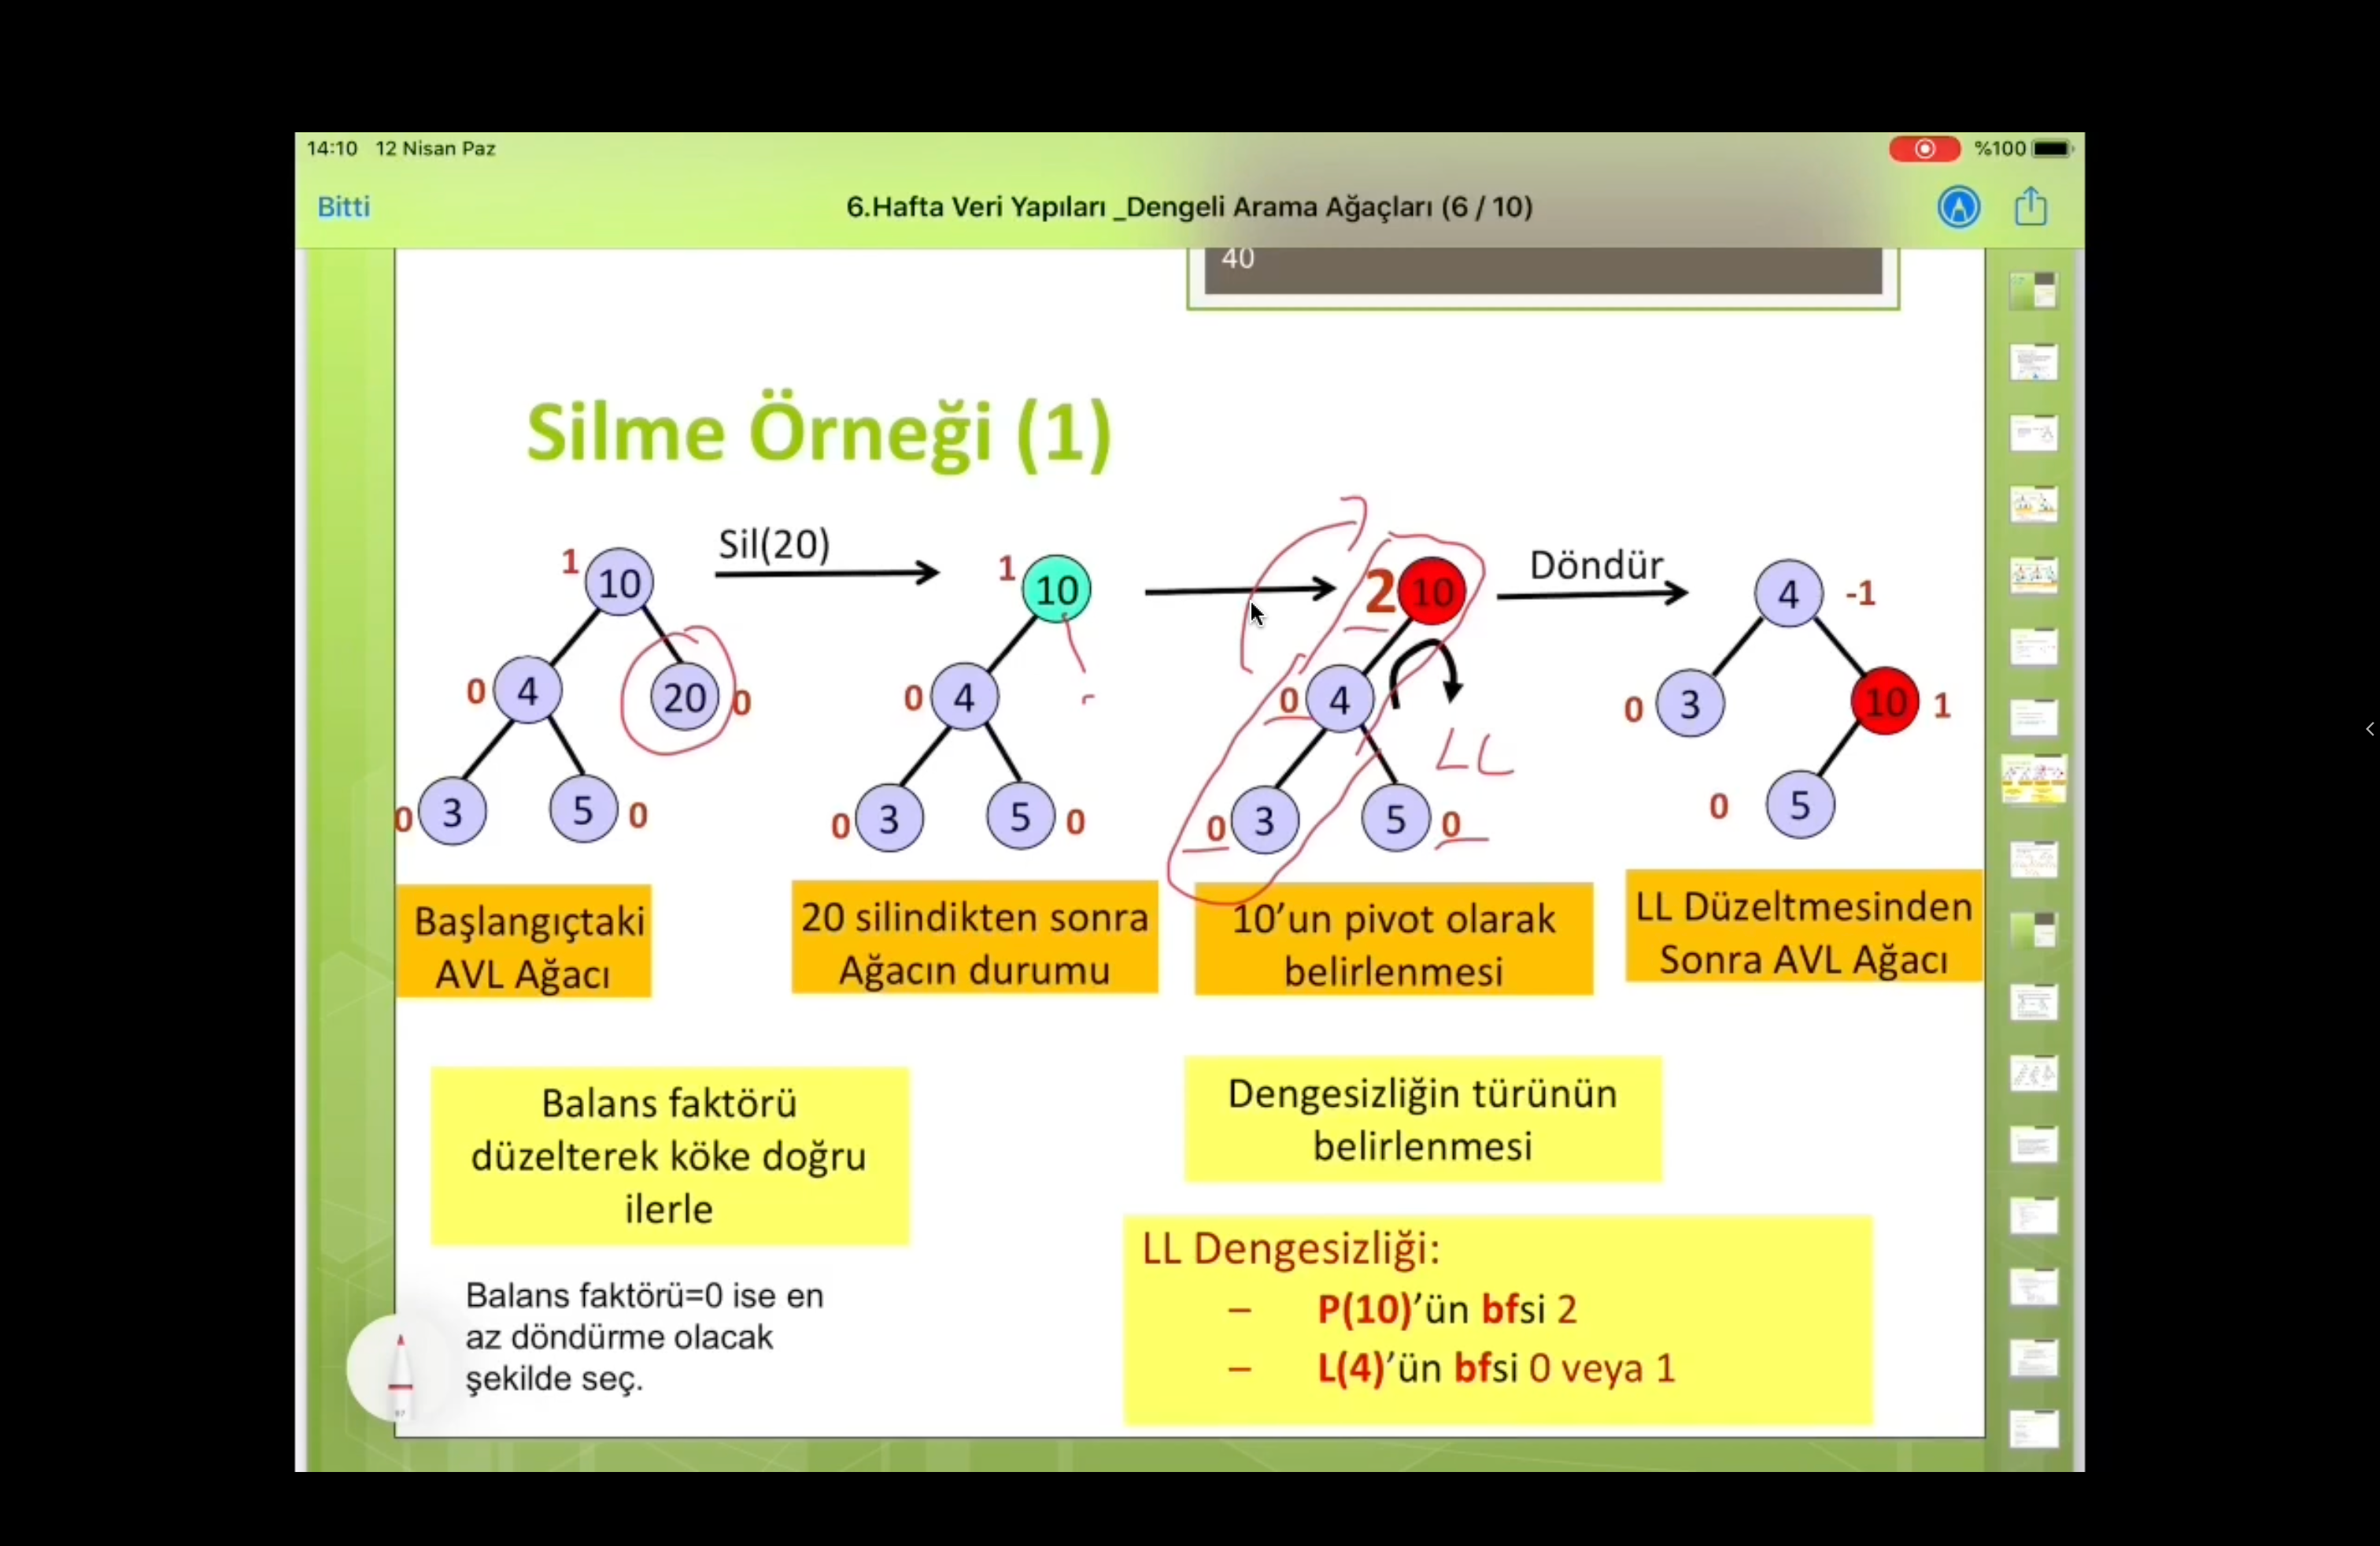 14:10 12 Nisan Paz
%100
Bitti
6.Hafta Veri Yapıları _Dengeli Arama Ağaçları (6 / 10)
40
Silme Örneği (1)
Sil(20)
Döndür
1 10
0 4
20 0
0 3
5 0
1 10
0 4
0 3
5 0
2 10
0 4
LL
0 3
5 0
4 -1
0 3
10 1
0 5
Başlangıçtaki
AVL Ağacı
20 silindikten sonra
Ağacın durumu
10’un pivot olarak
belirlenmesi
LL Düzeltmesinden
Sonra AVL Ağacı
Balans faktörü
düzelterek köke doğru
ilerle
Dengesizliğin türünün
belirlenmesi
Balans faktörü=0 ise en
az döndürme olacak
şekilde seç.
LL Dengesizliği:
– P(10)’ün bfsi 2
– L(4)’ün bfsi 0 veya 1
97